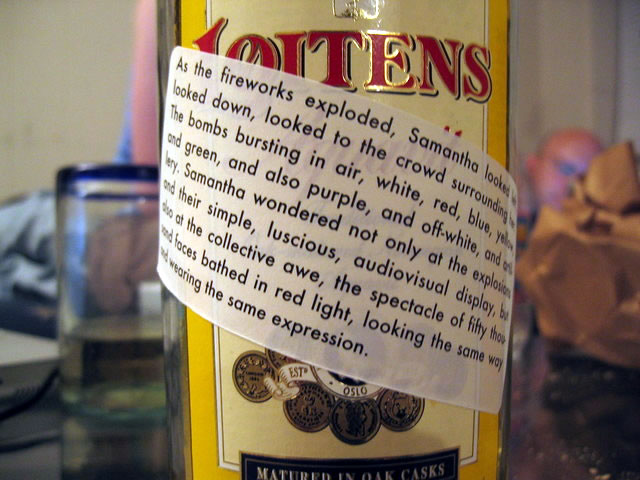 LØITENS
As the fireworks exploded, Samantha looked
looked down, looked to the crowd surrounding
The bombs bursting in air, white, red, blue, yellow
and green, and also purple, and off-white, and
lery. Samantha wondered not only at the explosions
and their simple, luscious, audiovisual display, but
also at the collective awe, the spectacle of fifty thou-
sand faces bathed in red light, looking the same way
and wearing the same expression.
ESTD
OSLO
MATURED IN OAK CASKS